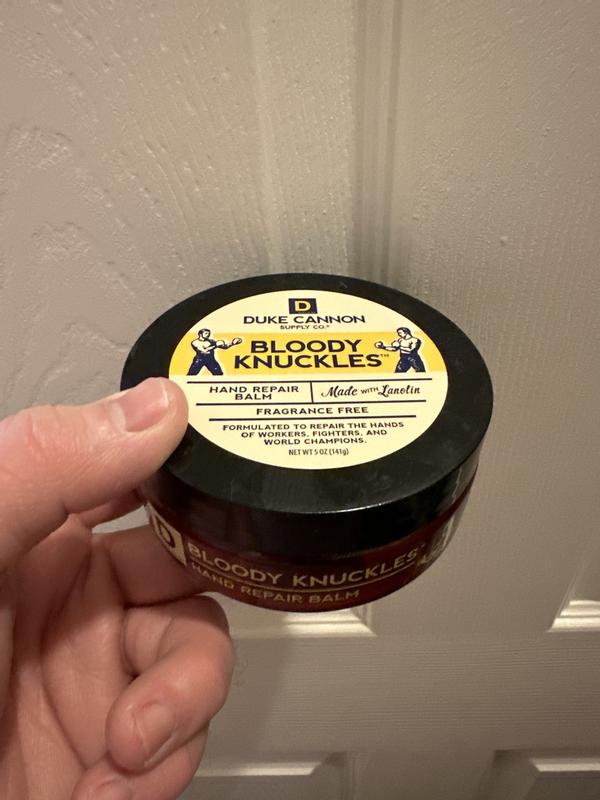 D
DUKE CANNON
SUPPLY CO.®
BLOODY
KNUCKLES™
HAND REPAIR
BALM
Made WITH Lanolin
FRAGRANCE FREE
FORMULATED TO REPAIR THE HANDS
OF WORKERS, FIGHTERS, AND
WORLD CHAMPIONS.
NET WT 5 OZ (141g)
D
BLOODY KNUCKLES™
HAND REPAIR BALM